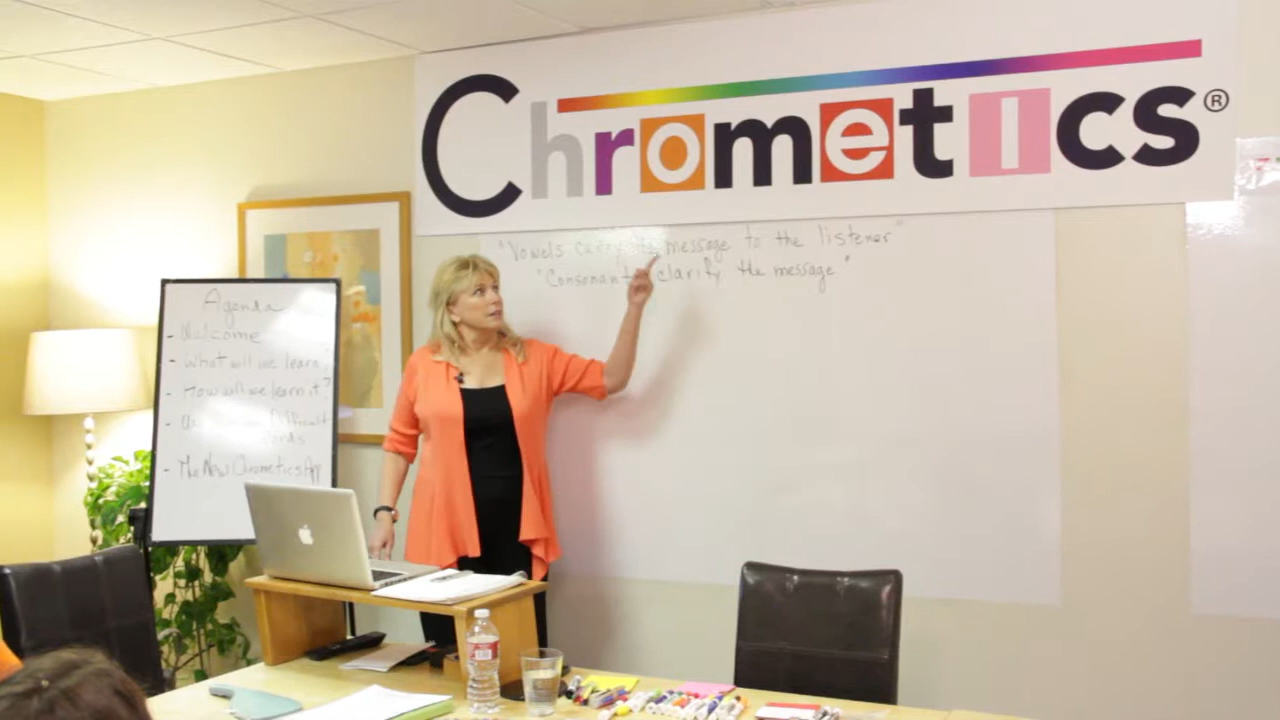 Chrometics®
"Vowels carry the message to the listener"
"Consonants clarify the message"
Agenda
- Welcome
- What will we learn?
- How will we learn it?
- Difficult
- The New Chrometics App